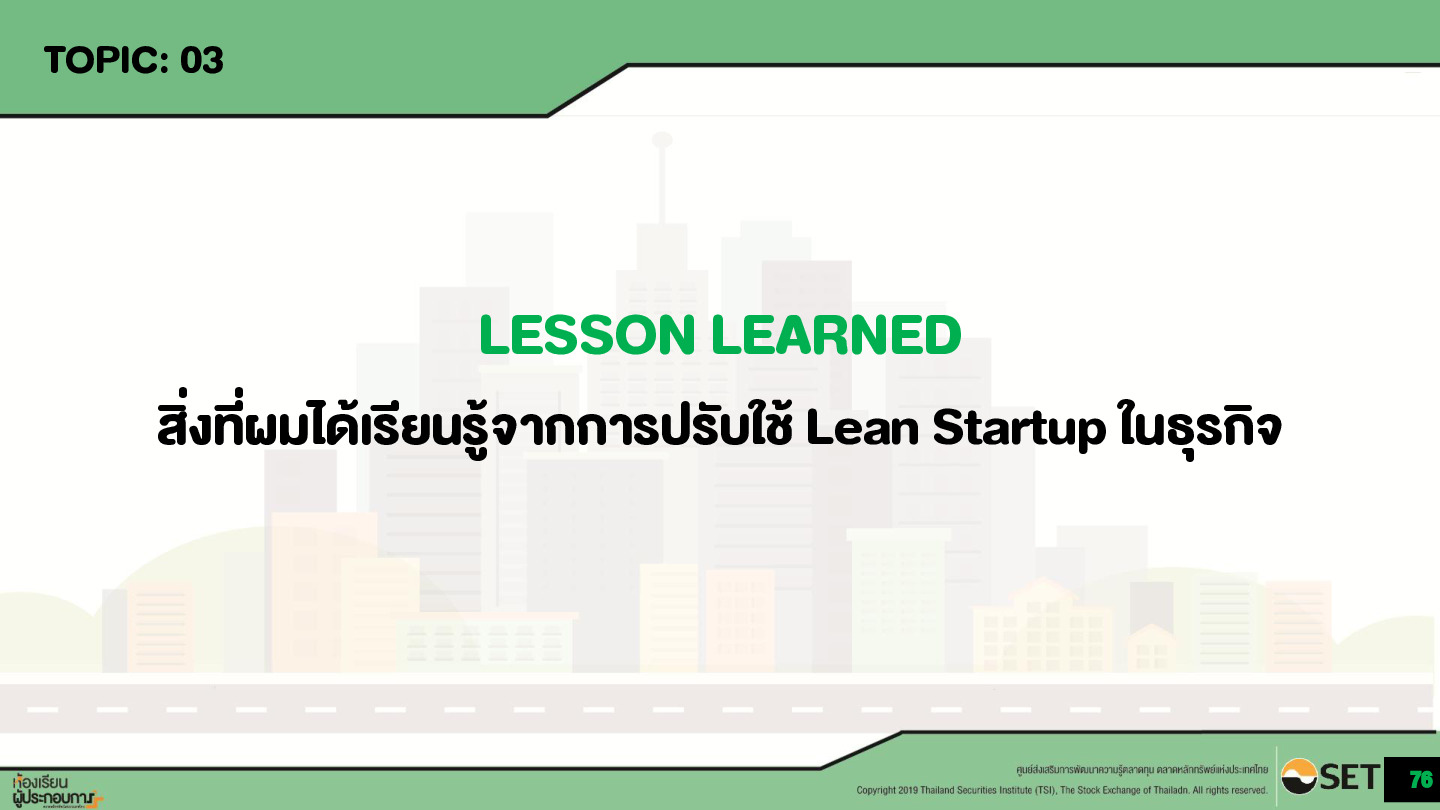 TOPIC: 03
LESSON LEARNED
สิ่งที่ผมได้เรียนรู้จากการปรับใช้ Lean Startup ในธุรกิจ
ศูนย์ส่งเสริมการพัฒนาความรู้ตลาดทุน ตลาดหลักทรัพย์แห่งประเทศไทย
Copyright 2019 Thailand Securities Institute (TSI), The Stock Exchange of Thailadn. All rights reserved.
SET
76
ห้องเรียน
ผู้ประกอบการ